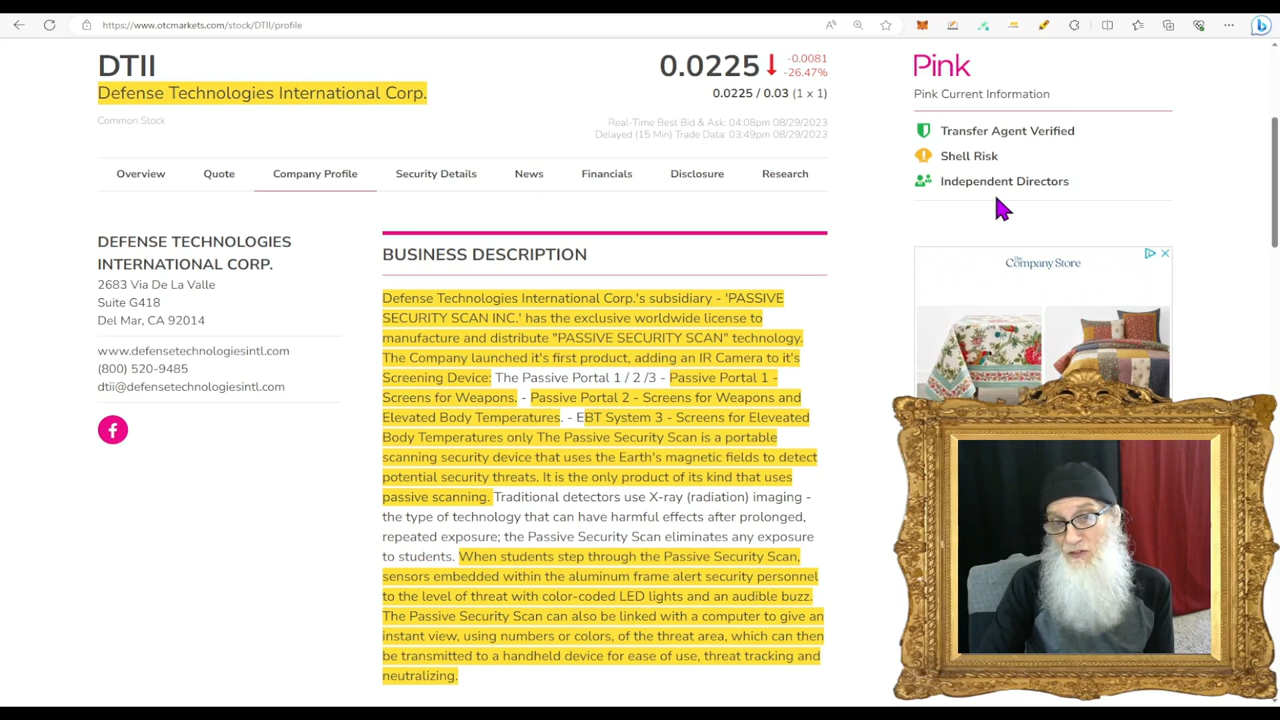 https://www.otcmarkets.com/stock/DTII/profile
DTII
Defense Technologies International Corp.
Common Stock
0.0225
-0.0081
-26.47%
0.0225 / 0.03 (1 x 1)
Real-Time Best Bid & Ask: 04:08pm 08/29/2023
Delayed (15 Min) Trade Data: 03:49pm 08/29/2023
Pink
Pink Current Information
Transfer Agent Verified
Shell Risk
Independent Directors
Overview
Quote
Company Profile
Security Details
News
Financials
Disclosure
Research
DEFENSE TECHNOLOGIES
INTERNATIONAL CORP.
2683 Via De La Valle
Suite G418
Del Mar, CA 92014
www.defensetechnologiesintl.com
(800) 520-9485
dtii@defensetechnologiesintl.com
BUSINESS DESCRIPTION
Defense Technologies International Corp.'s subsidiary - 'PASSIVE
SECURITY SCAN INC.' has the exclusive worldwide license to
manufacture and distribute "PASSIVE SECURITY SCAN" technology.
The Company launched it's first product, adding an IR Camera to it's
Screening Device: The Passive Portal 1 / 2 /3 - Passive Portal 1 -
Screens for Weapons. - Passive Portal 2 - Screens for Weapons and
Elevated Body Temperatures. - EBT System 3 - Screens for Eleveated
Body Temperatures only The Passive Security Scan is a portable
scanning security device that uses the Earth's magnetic fields to detect
potential security threats. It is the only product of its kind that uses
passive scanning. Traditional detectors use X-ray (radiation) imaging -
the type of technology that can have harmful effects after prolonged,
repeated exposure; the Passive Security Scan eliminates any exposure
to students. When students step through the Passive Security Scan,
sensors embedded within the aluminum frame alert security personnel
to the level of threat with color-coded LED lights and an audible buzz.
The Passive Security Scan can also be linked with a computer to give an
instant view, using numbers or colors, of the threat area, which can then
be transmitted to a handheld device for ease of use, threat tracking and
neutralizing.
The Company Store